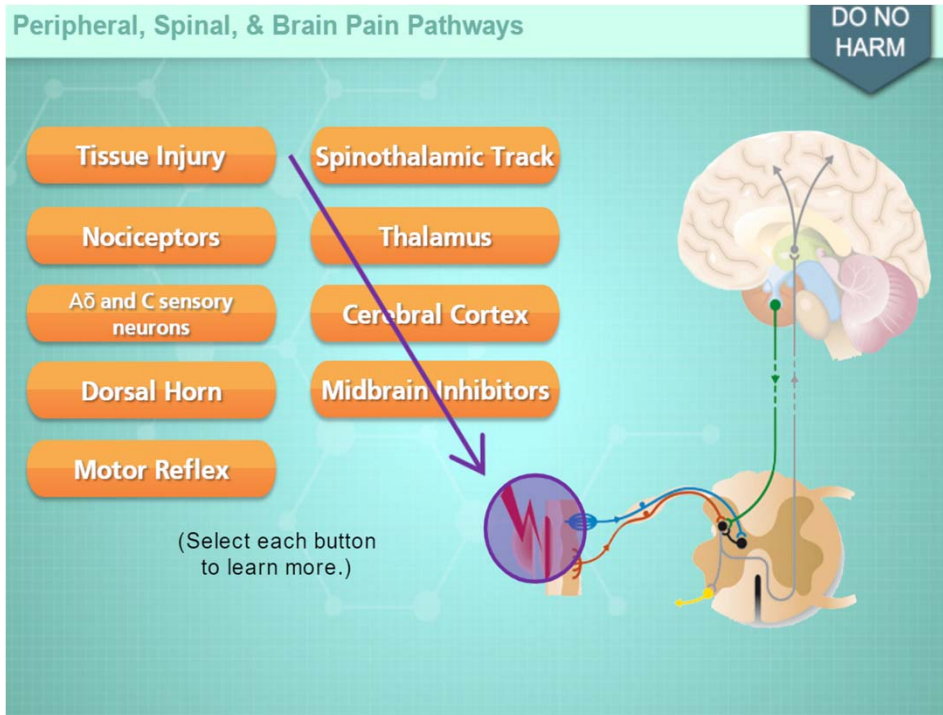 Peripheral, Spinal, & Brain Pain Pathways
DO NO
HARM
Tissue Injury
Nociceptors
Aδ and C sensory
neurons
Dorsal Horn
Motor Reflex
Spinothalamic Track
Thalamus
Cerebral Cortex
Midbrain Inhibitors
(Select each button
to learn more.)